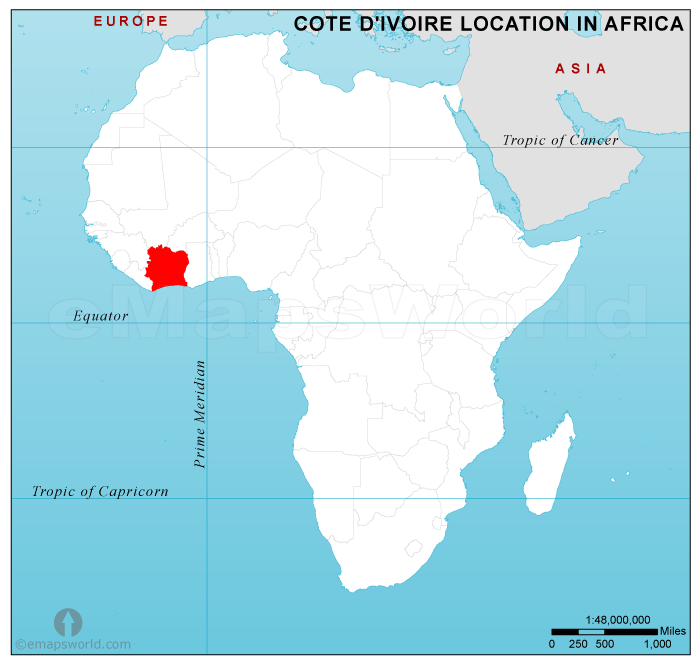 EUROPE
COTE D'IVOIRE LOCATION IN AFRICA
ASIA
Tropic of Cancer
eMapsWorld
Equator
Prime Meridian
Tropic of Capricorn
1:48,000,000
Miles
0 250 500 1,000
©emapsworld.com